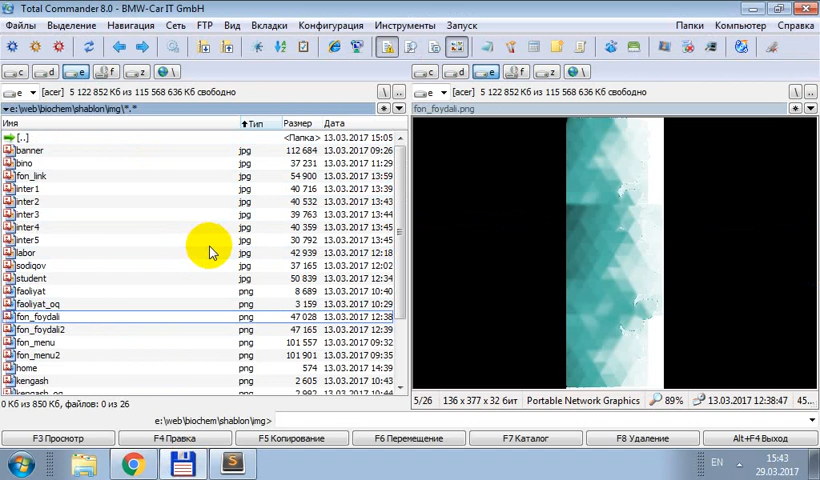 Total Commander 8.0 - BMW-Car IT GmbH
Файлы Выделение Навигация Сеть FTP Вид Вкладки Конфигурация Инструменты Запуск Папки Компьютер Справка
c d e f z \ c d e f z \
e [acer] 5 122 852 Кб из 115 568 636 Кб свободно \ .. e [acer] 5 122 852 Кб из 115 568 636 Кб свободно \ ..
e:\web\biochem\shablon\img\*.* fon_foydali.png
Имя Тип Размер Дата
[..] <Папка> 13.03.2017 15:05
banner jpg 112 684 13.03.2017 09:26
bino jpg 37 231 13.03.2017 11:29
fon_link jpg 54 900 13.03.2017 13:59
inter1 jpg 40 716 13.03.2017 13:39
inter2 jpg 40 532 13.03.2017 13:43
inter3 jpg 39 763 13.03.2017 13:44
inter4 jpg 40 359 13.03.2017 13:45
inter5 jpg 30 792 13.03.2017 13:45
labor jpg 42 939 13.03.2017 12:18
sodiqov jpg 37 165 13.03.2017 12:02
student jpg 50 839 13.03.2017 12:34
faoliyat png 8 689 13.03.2017 10:40
faoliyat_oq png 3 159 13.03.2017 10:29
fon_foydali png 47 028 13.03.2017 12:38
fon_foydali2 png 47 165 13.03.2017 12:39
fon_menu png 101 557 13.03.2017 09:32
fon_menu2 png 101 901 13.03.2017 09:35
home png 574 13.03.2017 14:39
kengash png 2 605 13.03.2017 10:43
0 Кб из 850 Кб, файлов: 0 из 26 5/26 136 x 377 x 32 бит Portable Network Graphics 89% 13.03.2017 12:38:47 45...
e:\web\biochem\shablon\img>
F3 Просмотр F4 Правка F5 Копирование F6 Перемещение F7 Каталог F8 Удаление Alt+F4 Выход
EN 15:43
29.03.2017